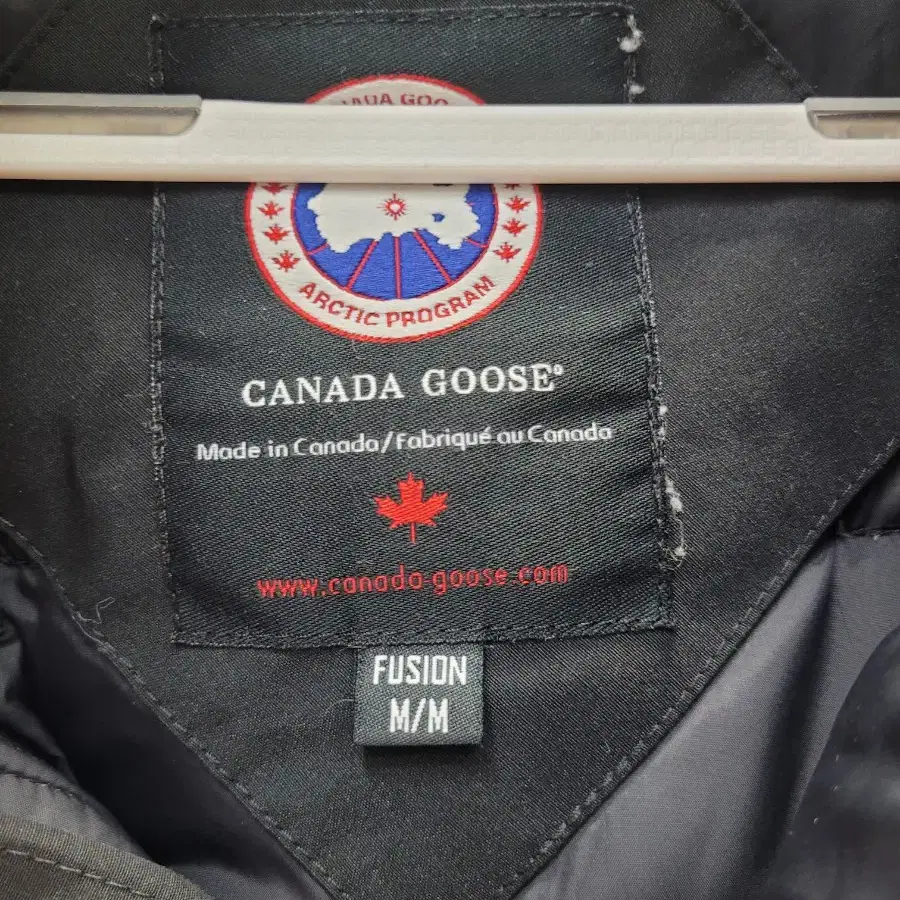 ARCTIC PROGRAM
CANADA GOOSE®
Made in Canada/Fabriqué au Canada
www.canada-goose.com
FUSION
M/M